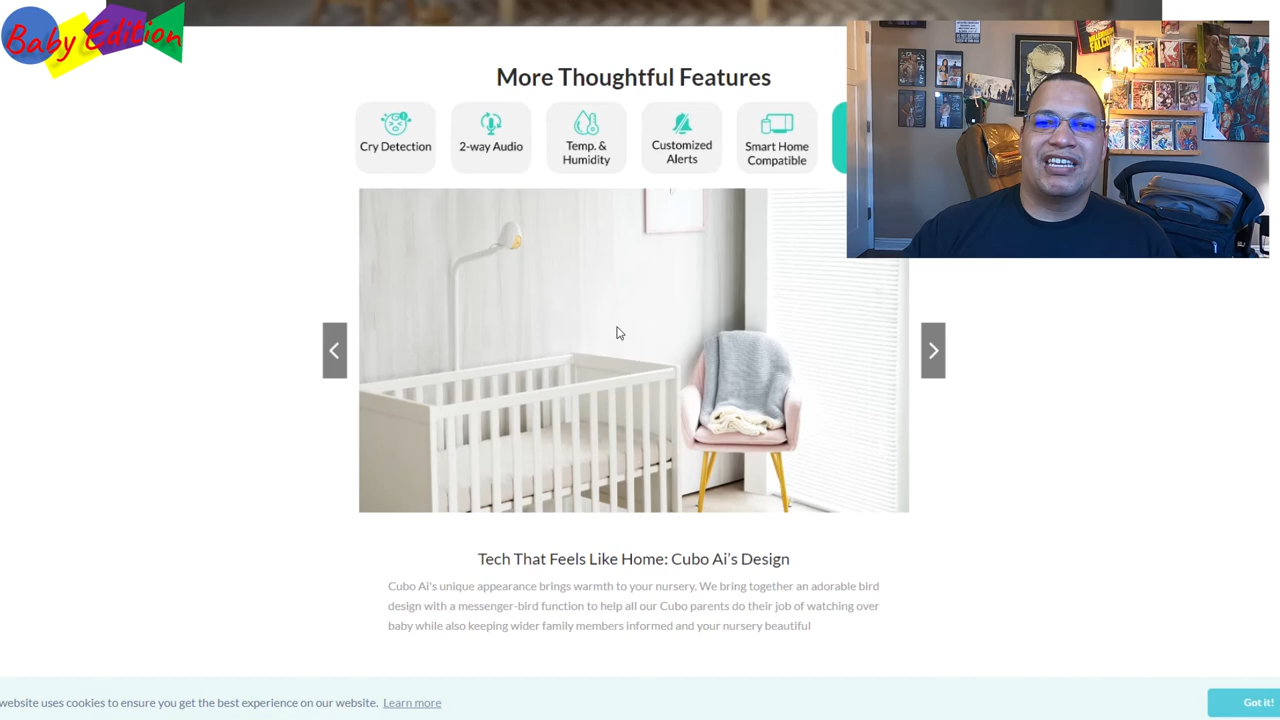 Baby Edition
More Thoughtful Features
Cry Detection
2-way Audio
Temp. &
Humidity
Customized
Alerts
Smart Home
Compatible
Tech That Feels Like Home: Cubo Ai’s Design
Cubo Ai's unique appearance brings warmth to your nursery. We bring together an adorable bird
design with a messenger-bird function to help all our Cubo parents do their job of watching over
baby while also keeping wider family members informed and your nursery beautiful
website uses cookies to ensure you get the best experience on our website. Learn more
Got it!